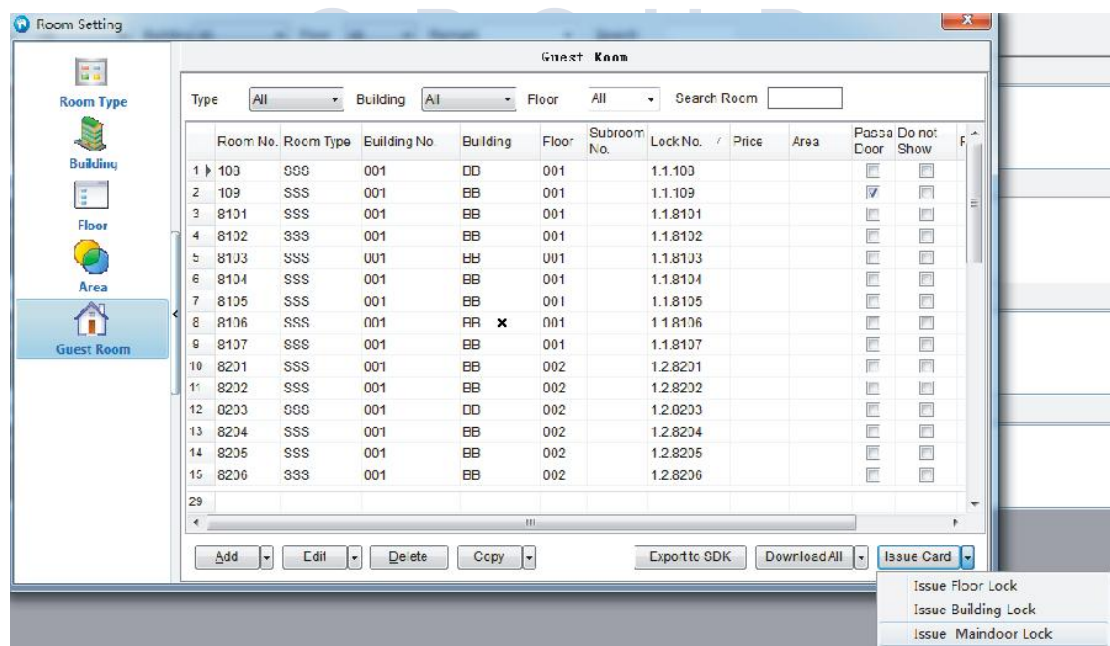 Room Setting
Guest Room
Room Type
Building
Floor
Area
Guest Room
Type All Building All Floor All Search Room
Room No. Room Type Building No. Building Floor Subroom No. Lock No. Price Area Passa Door Do not Show
1 108 SSS 001 001
2 109 SSS 001 BB 001 1.1.109
3 8101 SSS 001 BB 001 1.1.8101
4 8102 SSS 001 BB 001 1.1.8102
5 8103 SSS 001 BB 001 1.1.8103
6 8104 SSS 001 BB 001 1.1.8104
7 8105 SSS 001 BB 001 1.1.8105
8 8106 SSS 001 BB 001 1.1.8106
9 8107 SSS 001 BB 001 1.1.8107
10 8201 SSS 001 BB 002 1.2.8201
11 8202 SSS 001 BB 002 1.2.8202
12 8203 SSS 001 002 1.2.8203
13 8204 SSS 001 BB 002 1.2.8204
14 8205 SSS 001 BB 002 1.2.8205
15 8206 SSS 001 BB 002 1.2.8206
29
Add Edit Delete Copy Export to SDK Download All Issue Card
Issue Floor Lock
Issue Building Lock
Issue Maindoor Lock